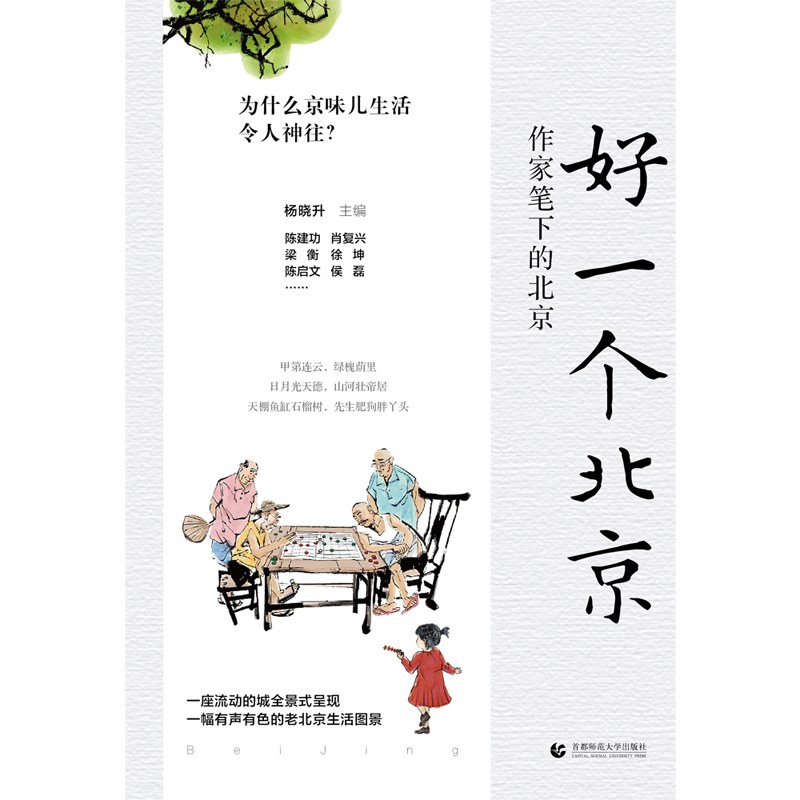 好一个北京
作家笔下的北京
为什么京味儿生活
令人神往？
杨晓升 主编
陈建功 肖复兴
梁衡 徐坤
陈启文 侯磊
……
甲第连云，绿槐荫里
日月光天德，山河壮帝居
天棚鱼缸石榴树，先生肥狗胖丫头
一座流动的城全景式呈现
一幅有声有色的老北京生活图景
BeiJing
首都师范大学出版社
CAPITAL NORMAL UNIVERSITY PRESS